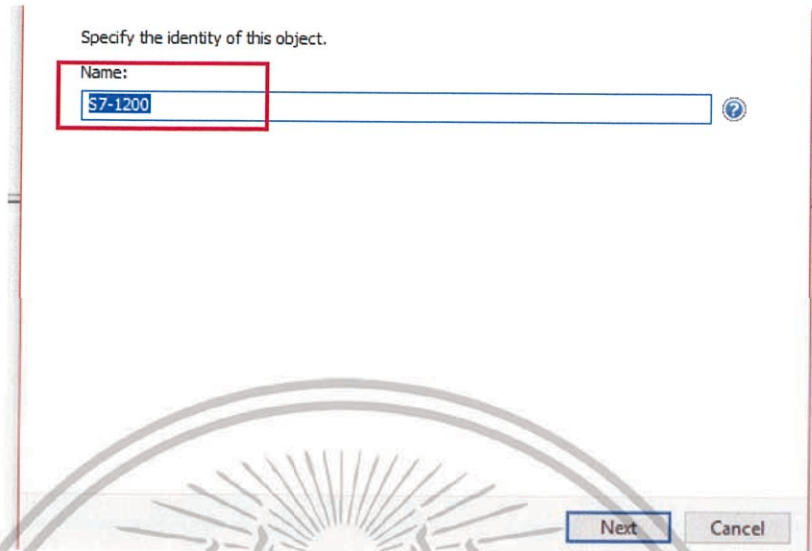 Specify the identity of this object.
Name:
S7-1200
?
Next
Cancel